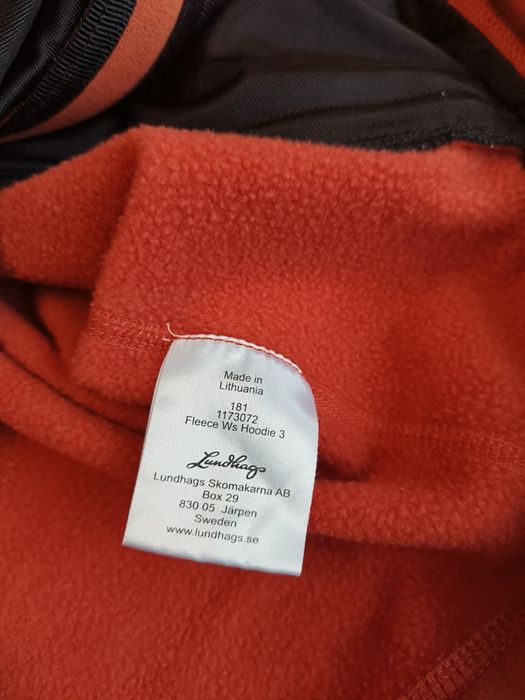 Made in
Lithuania
181
1173072
Fleece Ws Hoodie 3
Lundhags
Lundhags Skomakarna AB
Box 29
830 05 Järpen
Sweden
www.lundhags.se